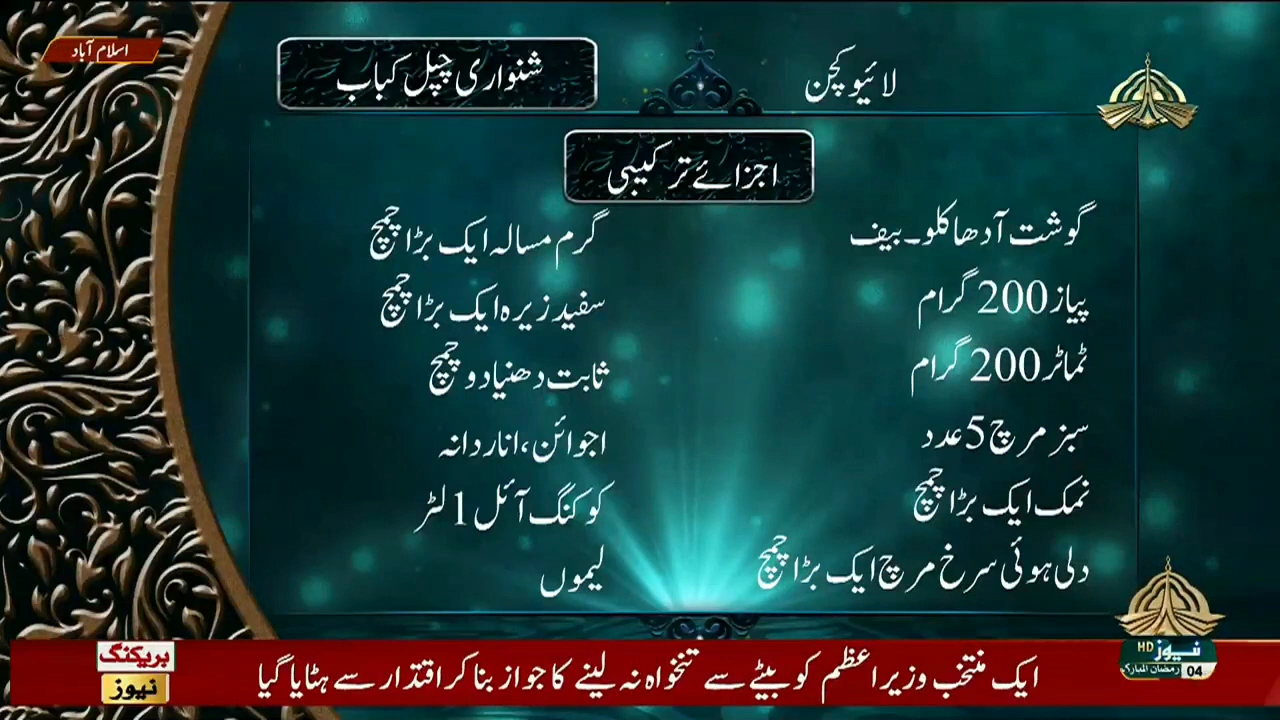 اسلام آباد
لائیو کچن
شنواری چپل کباب
اجزائے ترکیبی
گوشت آدھا کلو۔ بیف
پیاز 200 گرام
ٹماٹر 200 گرام
سبز مرچ 5 عدد
نمک ایک بڑا چمچ
دلی ہوئی سرخ مرچ ایک بڑا چمچ
گرم مسالہ ایک بڑا چمچ
سفید زیرہ ایک بڑا چمچ
ثابت دھنیا دو چمچ
اجوائن، انار دانہ
کوکنگ آئل 1 لٹر
لیموں
نیوز HD
04 رمضان المبارک
بریکنگ
نیوز
ایک منتخب وزیراعظم کو بیٹے سے تنخواہ نہ لینے کا جواز بنا کر اقتدار سے ہٹایا گیا